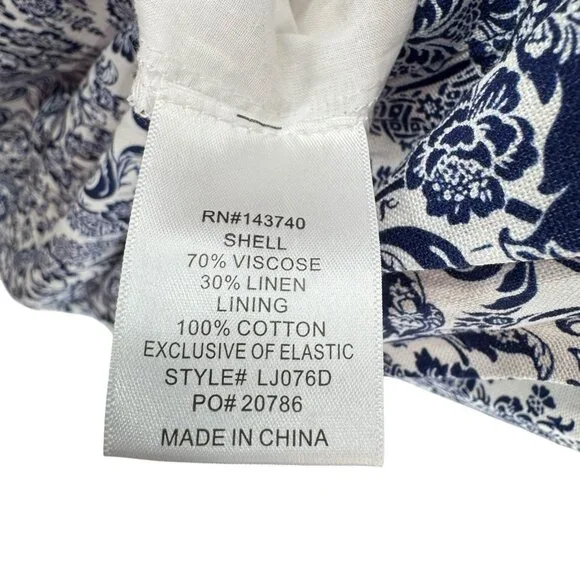 RN#143740
SHELL
70% VISCOSE
30% LINEN
LINING
100% COTTON
EXCLUSIVE OF ELASTIC
STYLE# LJ076D
PO# 20786
MADE IN CHINA